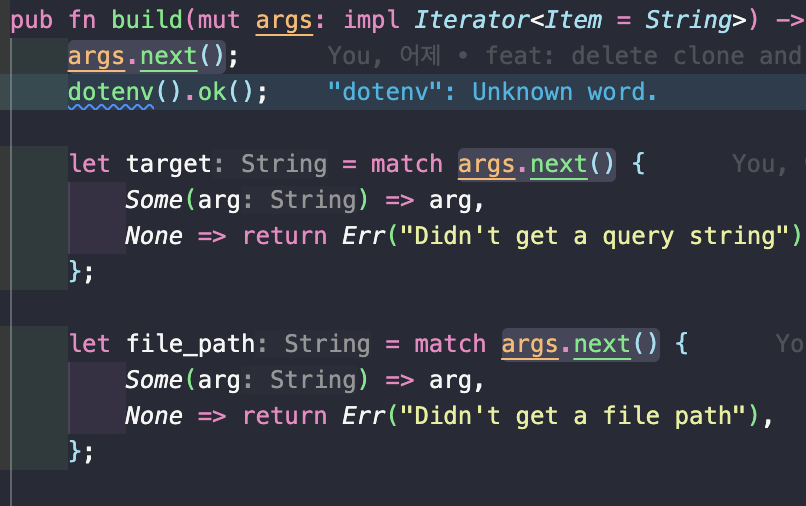 pub fn build(mut args: impl Iterator<Item = String>) ->
args.next(); You, 어제 • feat: delete clone and
dotenv().ok(); "dotenv": Unknown word.
let target: String = match args.next() { You,
Some(arg: String) => arg,
None => return Err("Didn't get a query string")
};
let file_path: String = match args.next() { Yo
Some(arg: String) => arg,
None => return Err("Didn't get a file path"),
};